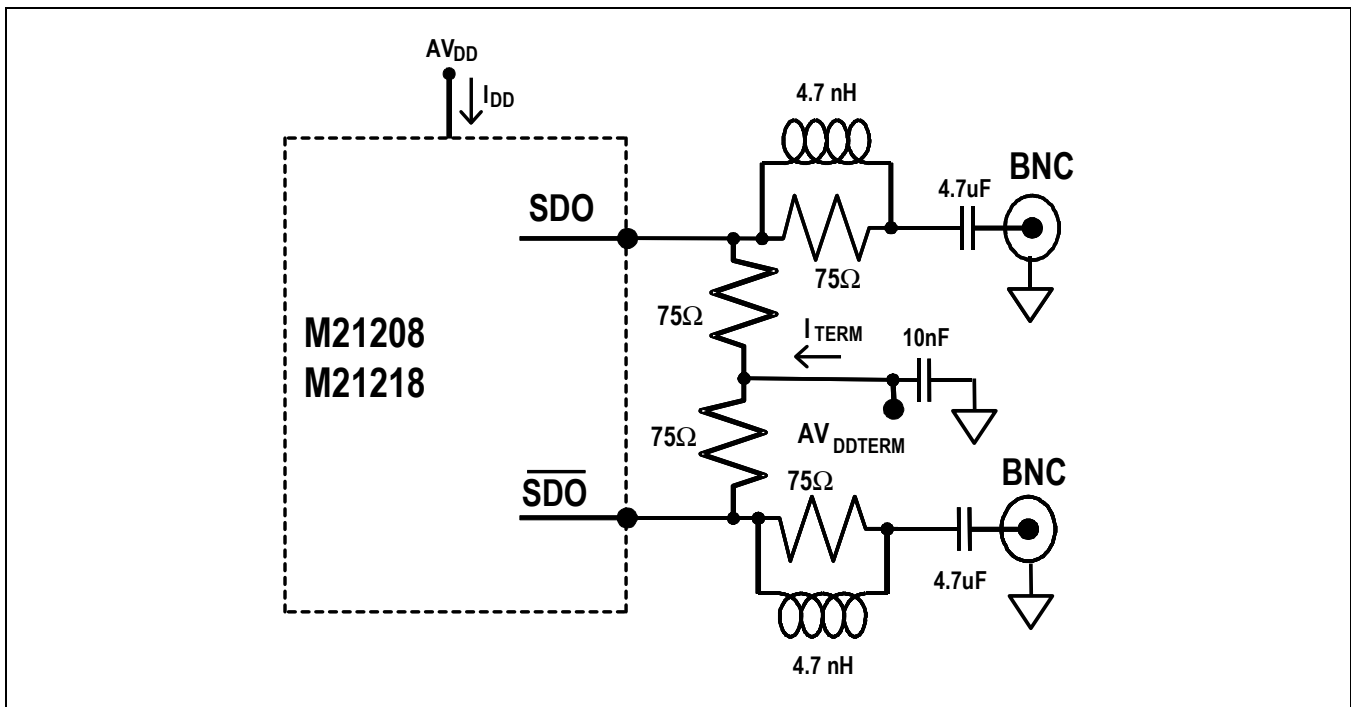 AVDD
IDD
4.7 nH
BNC
4.7uF
SDO
75Ω
75Ω
M21208
M21218
ITERM
10nF
75Ω
AVDDTERM
75Ω
BNC
SDO
4.7uF
4.7 nH